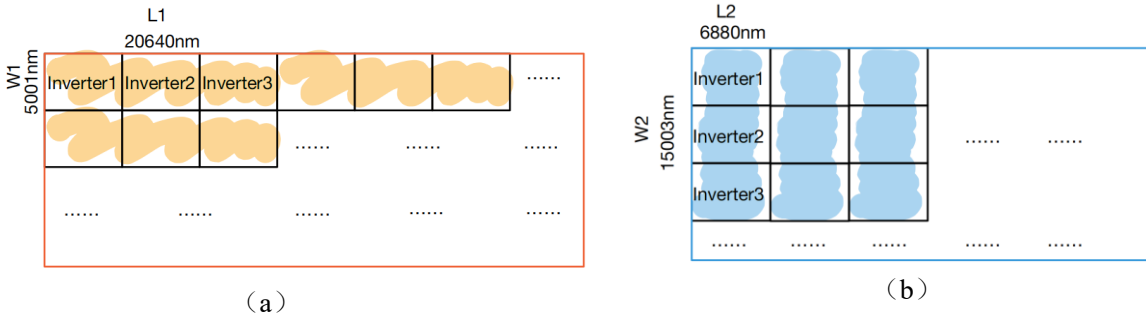 L1
20640nm
W1
5001nm
Inverter1 Inverter2 Inverter3 ......
...... ...... ......
...... ...... ...... ...... ......
（a）
L2
6880nm
W2
15003nm
Inverter1
Inverter2 ...... ......
Inverter3
...... ...... ...... ...... ......
（b）